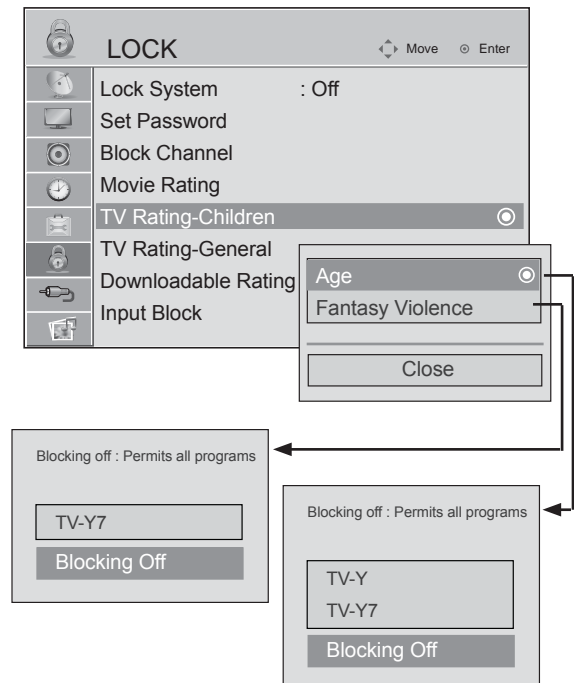 LOCK Move Enter
Lock System : Off
Set Password
Block Channel
Movie Rating
TV Rating-Children
TV Rating-General
Downloadable Rating
Input Block
Age
Fantasy Violence
Close
Blocking off : Permits all programs
TV-Y7
Blocking Off
Blocking off : Permits all programs
TV-Y
TV-Y7
Blocking Off